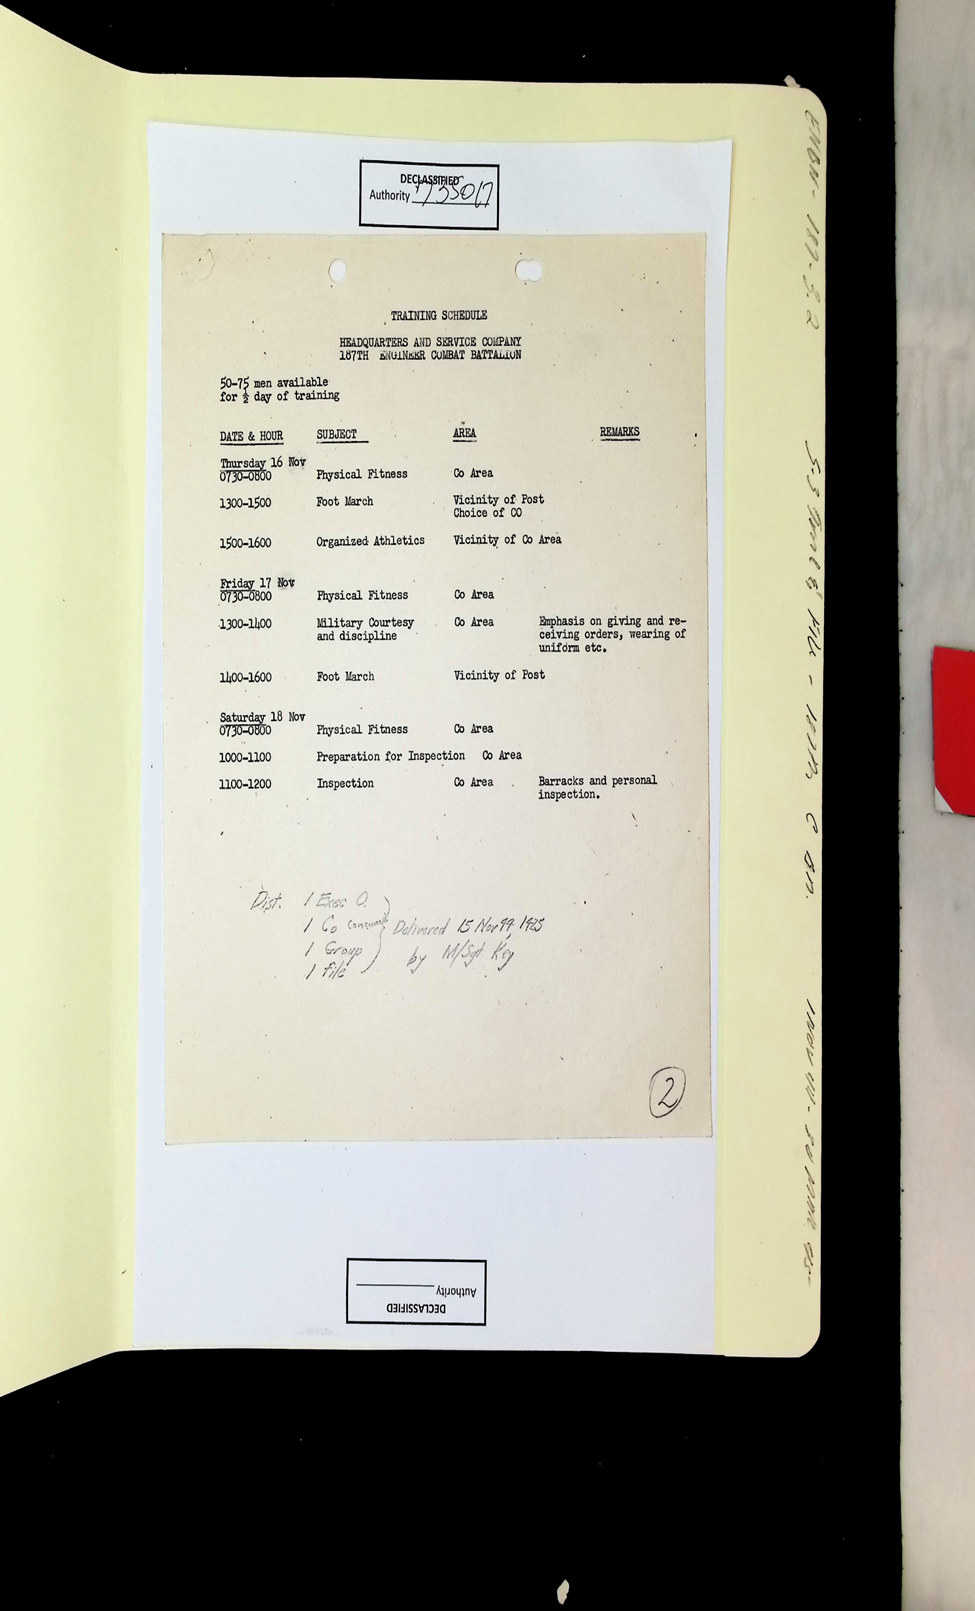 DECLASSIFIED
Authority 735017
TRAINING SCHEDULE
HEADQUARTERS AND SERVICE COMPANY
187TH ENGINEER COMBAT BATTALION
50-75 men available
for ½ day of training
DATE & HOUR SUBJECT AREA REMARKS
Thursday 16 Nov
0730-0800 Physical Fitness Co Area
1300-1500 Foot March Vicinity of Post
Choice of CO
1500-1600 Organized Athletics Vicinity of Co Area
Friday 17 Nov
0730-0800 Physical Fitness Co Area
1300-1400 Military Courtesy Co Area Emphasis on giving and re-
and discipline ceiving orders, wearing of
uniform etc.
1400-1600 Foot March Vicinity of Post
Saturday 18 Nov
0730-0800 Physical Fitness Co Area
1000-1100 Preparation for Inspection Co Area
1100-1200 Inspection Co Area Barracks and personal
inspection.
Dist. 1 Exec O.
1 Co Delivered 15 Nov 44, 1425
1 Group by M/Sgt Key
1 file
2
Authority
DECLASSIFIED
ENBN-187-3.2